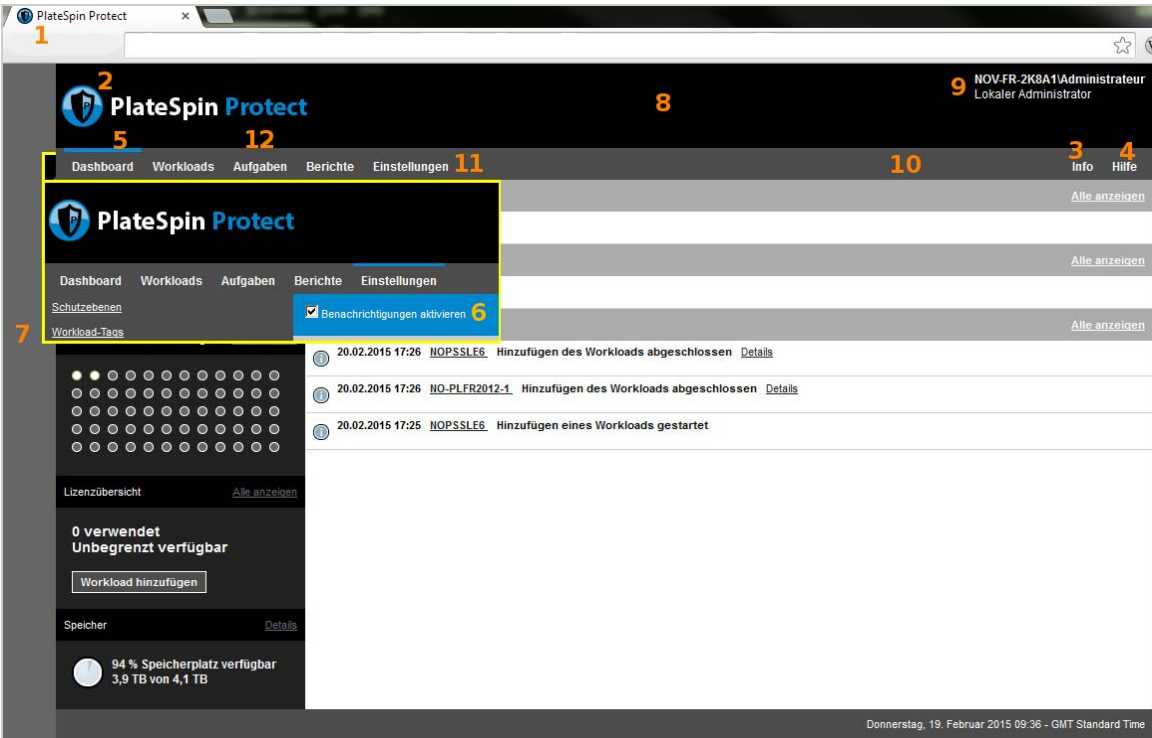 PlateSpin Protect ×
1
2
PlateSpin Protect
8
9 NOV-FR-2K8A1\Administrateur
Lokaler Administrator
5 12 3 4
Dashboard Workloads Aufgaben Berichte Einstellungen 11 10 Info Hilfe
Alle anzeigen
PlateSpin Protect
Alle anzeigen
Dashboard Workloads Aufgaben Berichte Einstellungen
Schutzebenen
Benachrichtigungen aktivieren 6
7 Workload-Tags
Alle anzeigen
20.02.2015 17:26 NOPSSLE6 Hinzufügen des Workloads abgeschlossen Details
20.02.2015 17:26 NO-PLFR2012-1 Hinzufügen des Workloads abgeschlossen Details
20.02.2015 17:25 NOPSSLE6 Hinzufügen eines Workloads gestartet
Lizenzübersicht Alle anzeigen
0 verwendet
Unbegrenzt verfügbar
Workload hinzufügen
Speicher Details
94 % Speicherplatz verfügbar
3,9 TB von 4,1 TB
Donnerstag, 19. Februar 2015 09:36 - GMT Standard Time